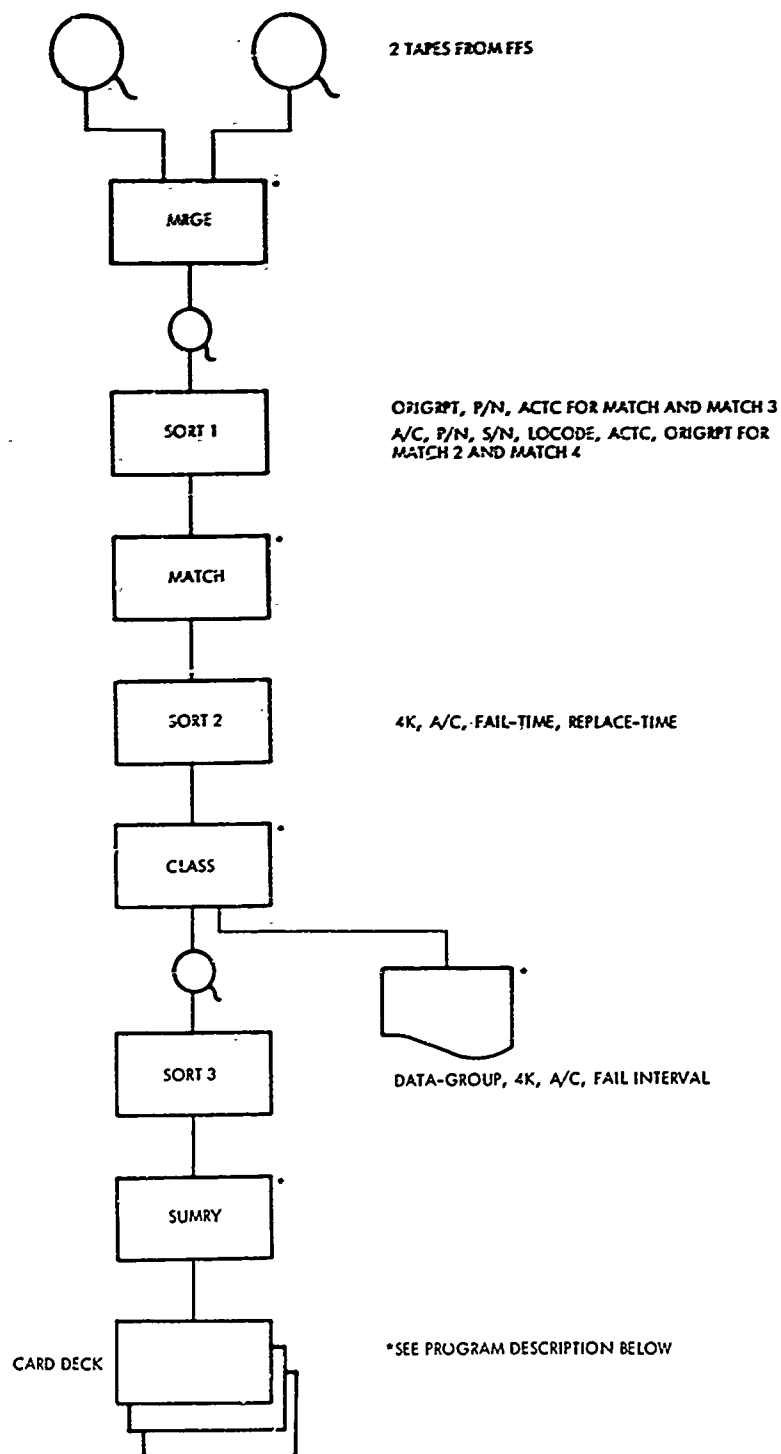 2 TAPES FROM FFS
*
MRGE
SORT 1
ORIGRPT, P/N, ACTC FOR MATCH AND MATCH 3
A/C, P/N, S/N, LOCODE, ACTC, ORIGRPT FOR
MATCH 2 AND MATCH 4
*
MATCH
SORT 2
4K, A/C, FAIL-TIME, REPLACE-TIME
*
CLASS
*
SORT 3
DATA-GROUP, 4K, A/C, FAIL INTERVAL
*
SUMRY
CARD DECK
*SEE PROGRAM DESCRIPTION BELOW